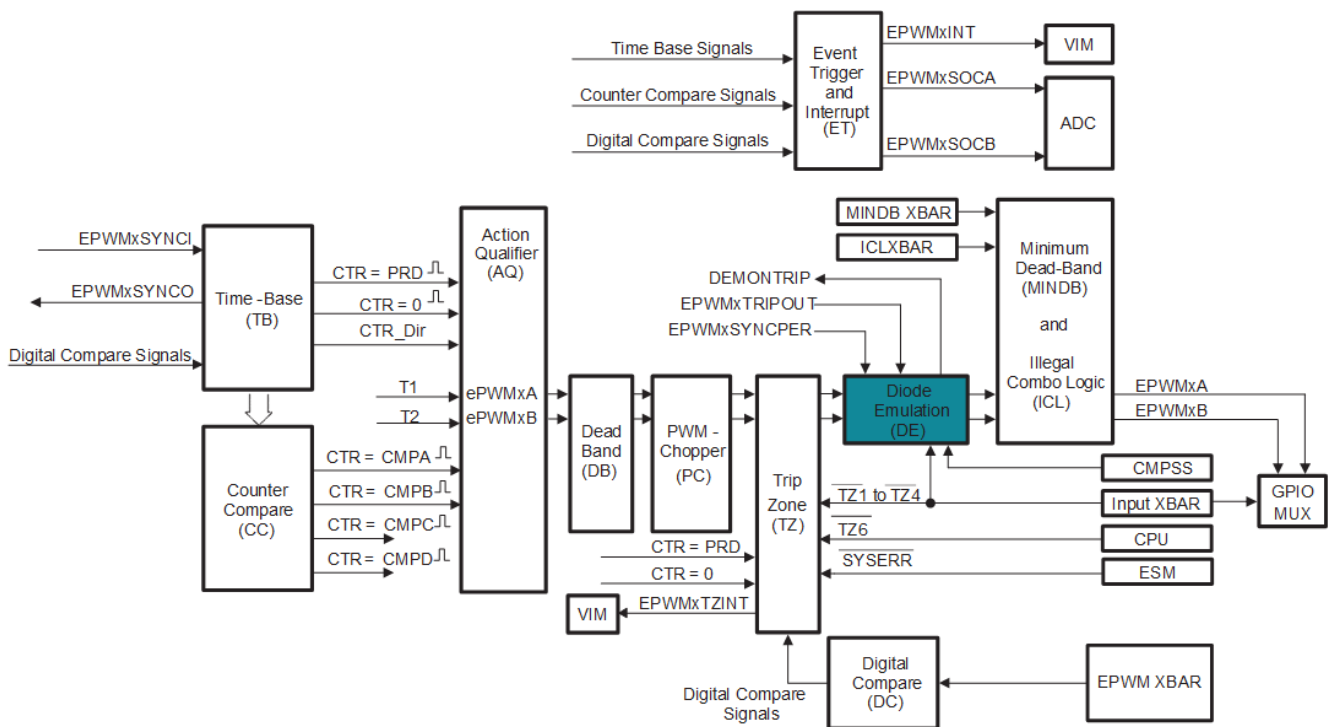 Time Base Signals
Counter Compare Signals
Digital Compare Signals
Event
Trigger
and
Interrupt
(ET)
EPWMxINT
EPWMxSOCA
EPWMxSOCB
VIM
ADC
EPWMxSYNCI
EPWMxSYNCO
Digital Compare Signals
Time -Base
(TB)
CTR = PRD
CTR = 0
CTR_Dir
T1
T2
Action
Qualifier
(AQ)
ePWMxA
ePWMxB
Counter
Compare
(CC)
CTR = CMPA
CTR = CMPB
CTR = CMPC
CTR = CMPD
Dead
Band
(DB)
PWM -
Chopper
(PC)
Trip
Zone
(TZ)
CTR = PRD
CTR = 0
EPWMxTZINT
VIM
DEMONTRIP
EPWMxTRIPOUT
EPWMxSYNCPER
Diode
Emulation
(DE)
MINDB XBAR
ICLXBAR
Minimum
Dead-Band
(MINDB)
and
Illegal
Combo Logic
(ICL)
EPWMxA
EPWMxB
TZ1 to TZ4
TZ6
SYSERR
CMPSS
Input XBAR
CPU
ESM
GPIO
MUX
Digital Compare
Signals
Digital
Compare
(DC)
EPWM XBAR